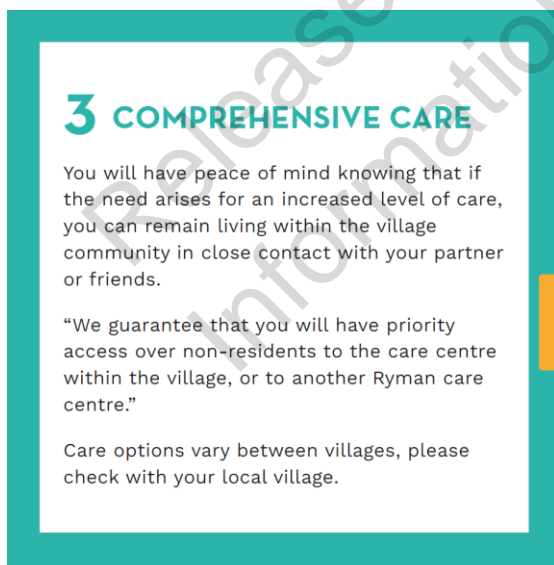 3 COMPREHENSIVE CARE
You will have peace of mind knowing that if
the need arises for an increased level of care,
you can remain living within the village
community in close contact with your partner
or friends.
“We guarantee that you will have priority
access over non-residents to the care centre
within the village, or to another Ryman care
centre.”
Care options vary between villages, please
check with your local village.
Release
Information